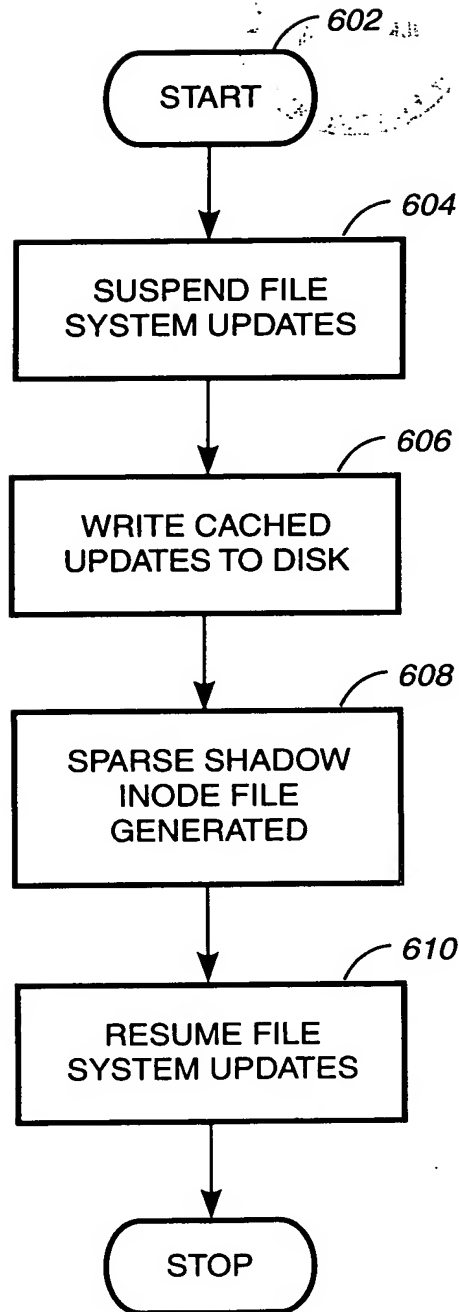 602
START
604
SUSPEND FILE
SYSTEM UPDATES
606
WRITE CACHED
UPDATES TO DISK
608
SPARSE SHADOW
INODE FILE
GENERATED
610
RESUME FILE
SYSTEM UPDATES
STOP